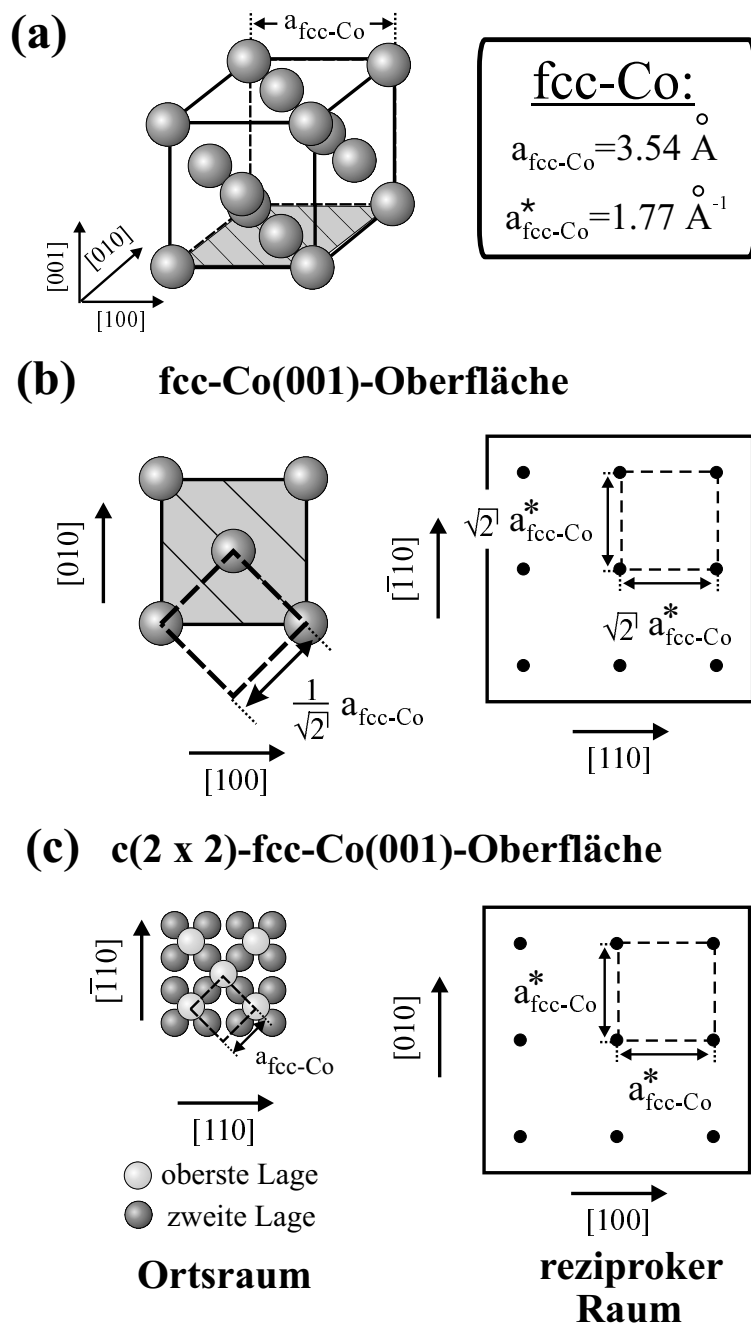 (a)
a_fcc-Co
fcc-Co:
a_fcc-Co=3.54 Å
a*_fcc-Co=1.77 Å⁻¹
[001]
[010]
[100]
(b) fcc-Co(001)-Oberfläche
[010]
1/√2 a_fcc-Co
[100]
[1̄10]
√2 a*_fcc-Co
√2 a*_fcc-Co
[110]
(c) c(2 x 2)-fcc-Co(001)-Oberfläche
[1̄10]
a_fcc-Co
[110]
oberste Lage
zweite Lage
Ortsraum
[010]
a*_fcc-Co
a*_fcc-Co
[100]
reziproker
Raum